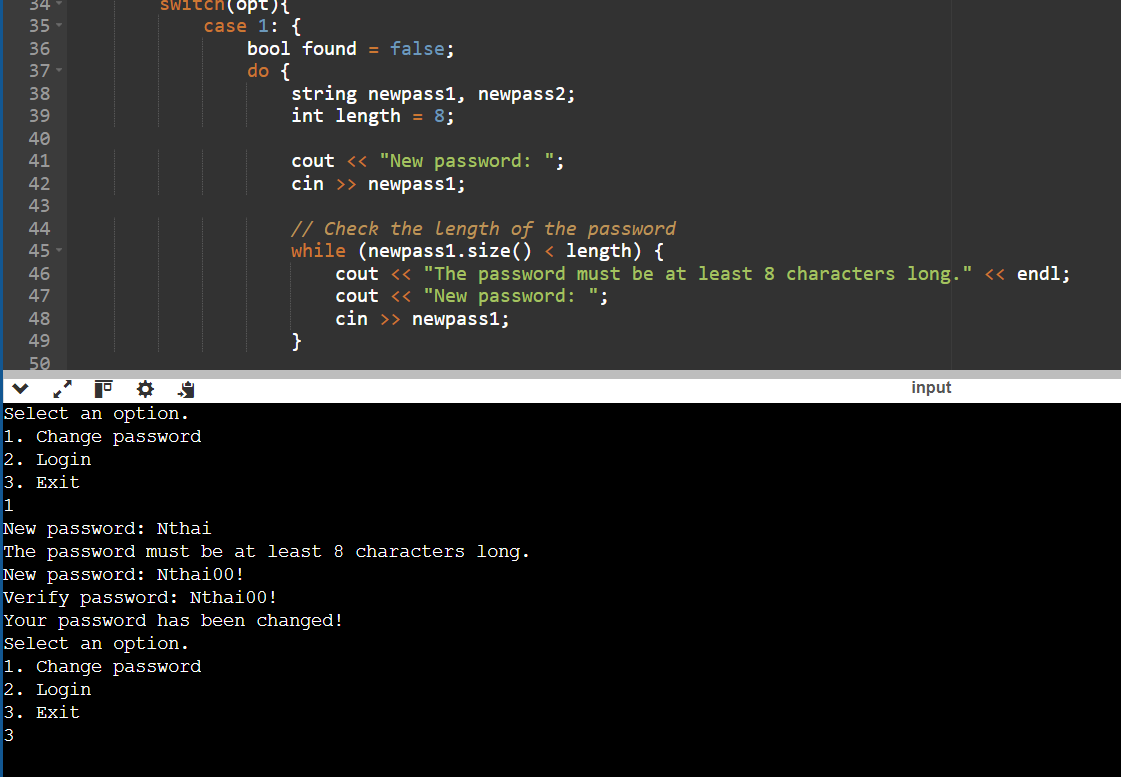 34 switch(opt){
35 case 1: {
36 bool found = false;
37 do {
38 string newpass1, newpass2;
39 int length = 8;
40
41 cout << "New password: ";
42 cin >> newpass1;
43
44 // Check the length of the password
45 while (newpass1.size() < length) {
46 cout << "The password must be at least 8 characters long." << endl;
47 cout << "New password: ";
48 cin >> newpass1;
49 }
50
input
Select an option.
1. Change password
2. Login
3. Exit
1
New password: Nthai
The password must be at least 8 characters long.
New password: Nthai00!
Verify password: Nthai00!
Your password has been changed!
Select an option.
1. Change password
2. Login
3. Exit
3